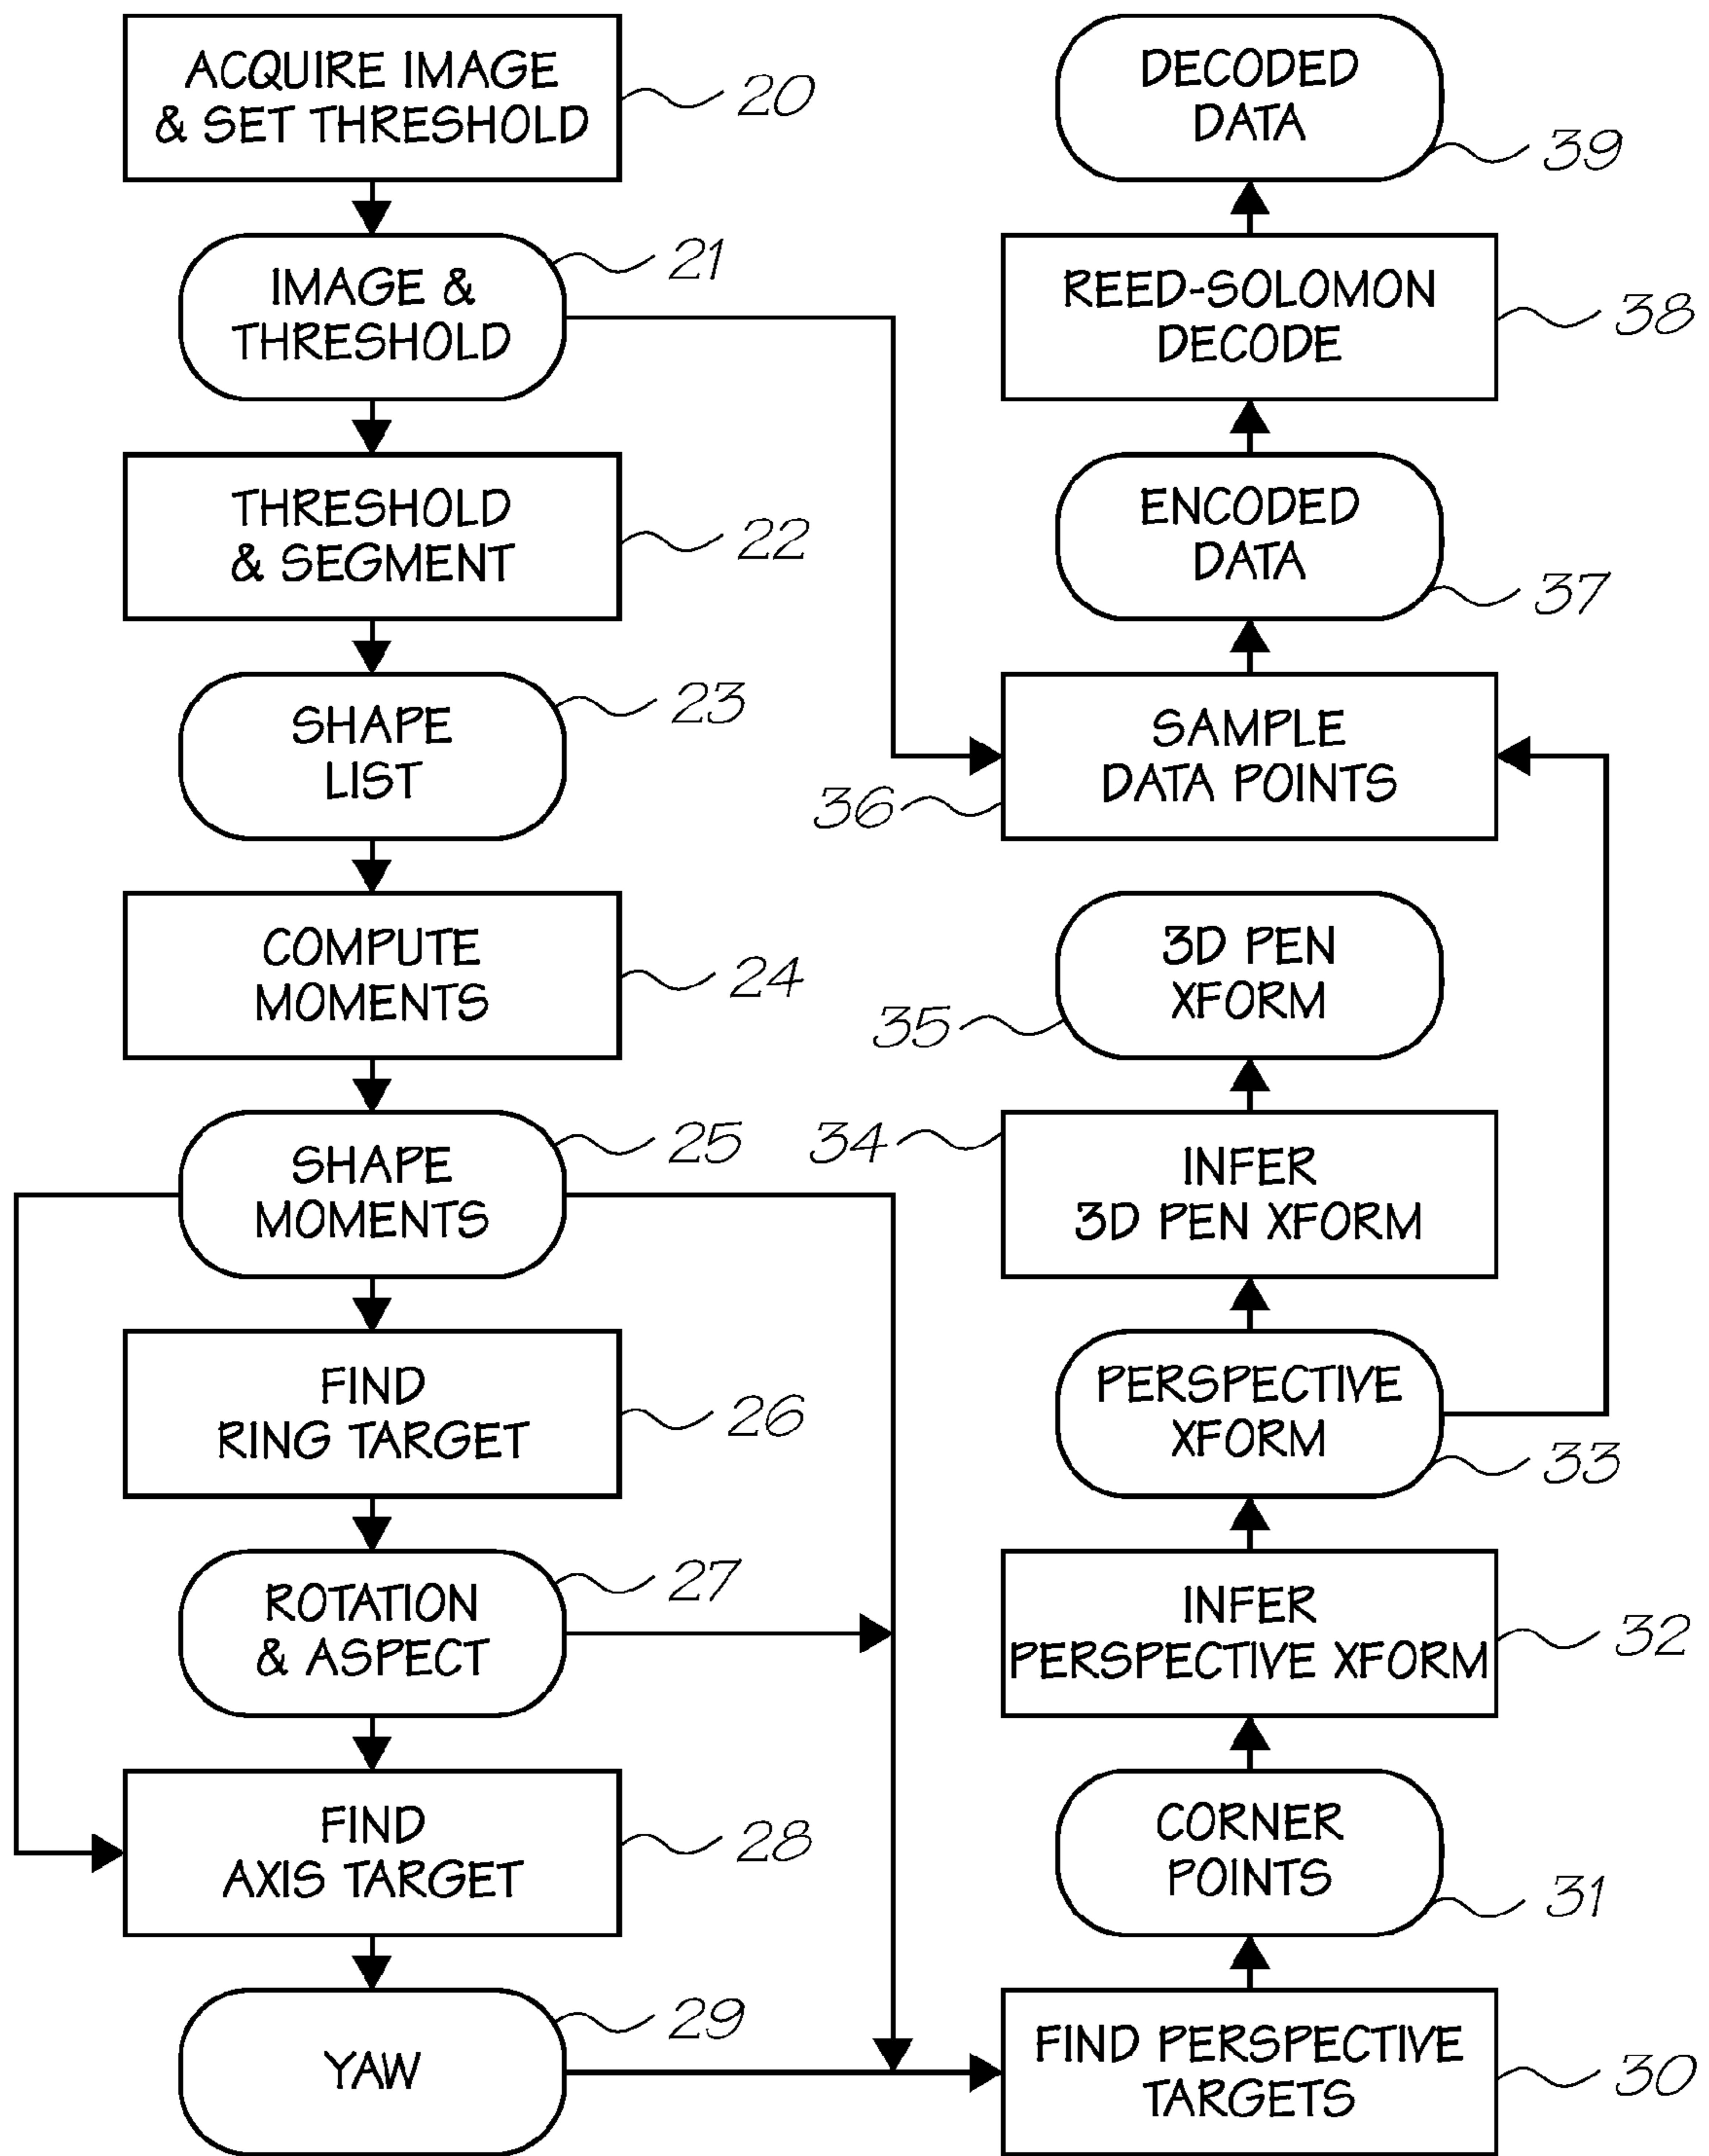 ACQUIRE IMAGE
& SET THRESHOLD
20
IMAGE &
THRESHOLD
21
THRESHOLD
& SEGMENT
22
SHAPE
LIST
23
COMPUTE
MOMENTS
24
SHAPE
MOMENTS
25
FIND
RING TARGET
26
ROTATION
& ASPECT
27
FIND
AXIS TARGET
28
YAW
29
DECODED
DATA
39
REED-SOLOMON
DECODE
38
ENCODED
DATA
37
SAMPLE
DATA POINTS
36
3D PEN
XFORM
35
INFER
3D PEN XFORM
34
PERSPECTIVE
XFORM
33
INFER
PERSPECTIVE XFORM
32
CORNER
POINTS
31
FIND PERSPECTIVE
TARGETS
30